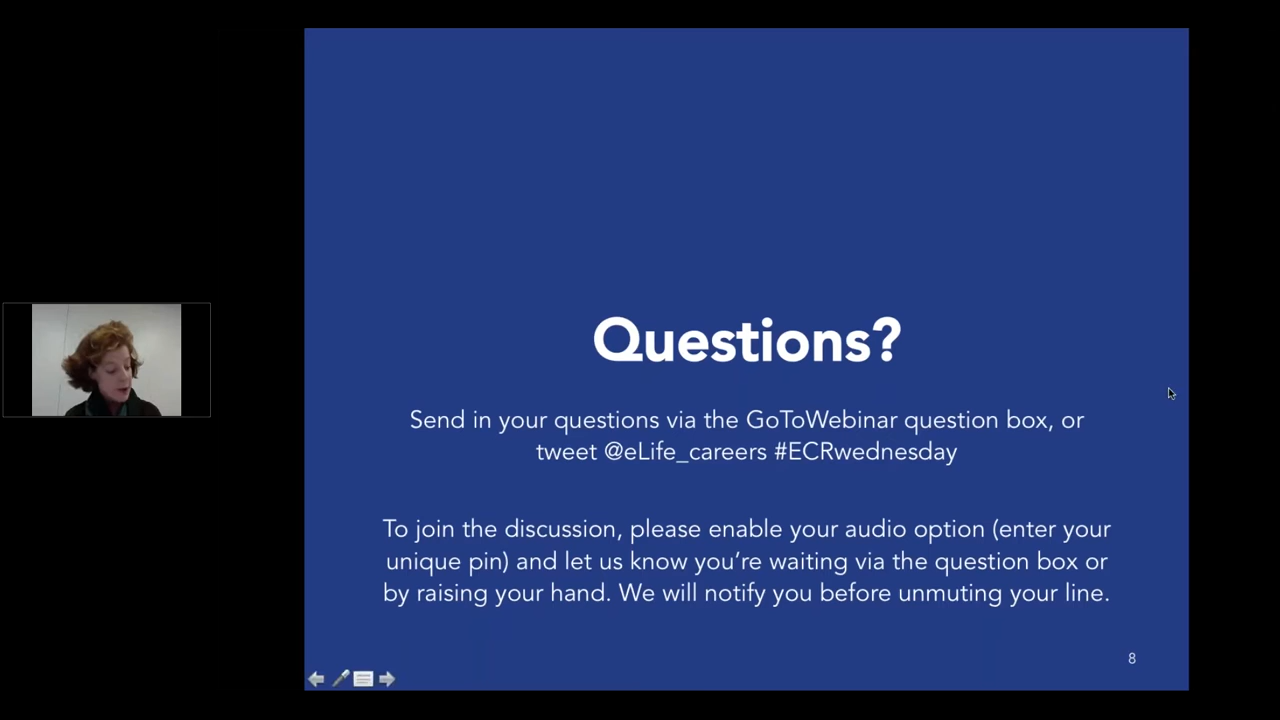 Questions?
Send in your questions via the GoToWebinar question box, or
tweet @eLife_careers #ECRwednesday
To join the discussion, please enable your audio option (enter your
unique pin) and let us know you’re waiting via the question box or
by raising your hand. We will notify you before unmuting your line.
8